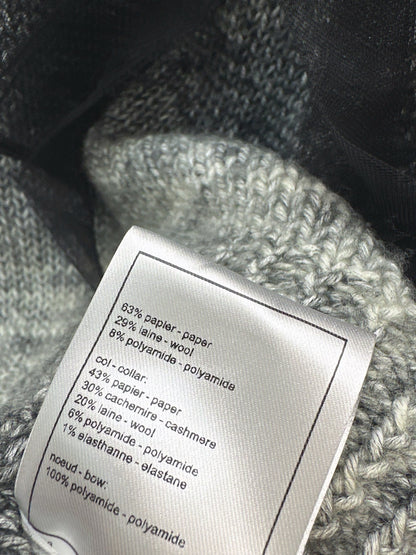 63% papier - paper
29% laine - wool
8% polyamide - polyamide
col - collar:
43% papier - paper
30% cachemire - cashmere
20% laine - wool
6% polyamide - polyamide
1% elasthanne - elastane
noeud - bow:
100% polyamide - polyamide